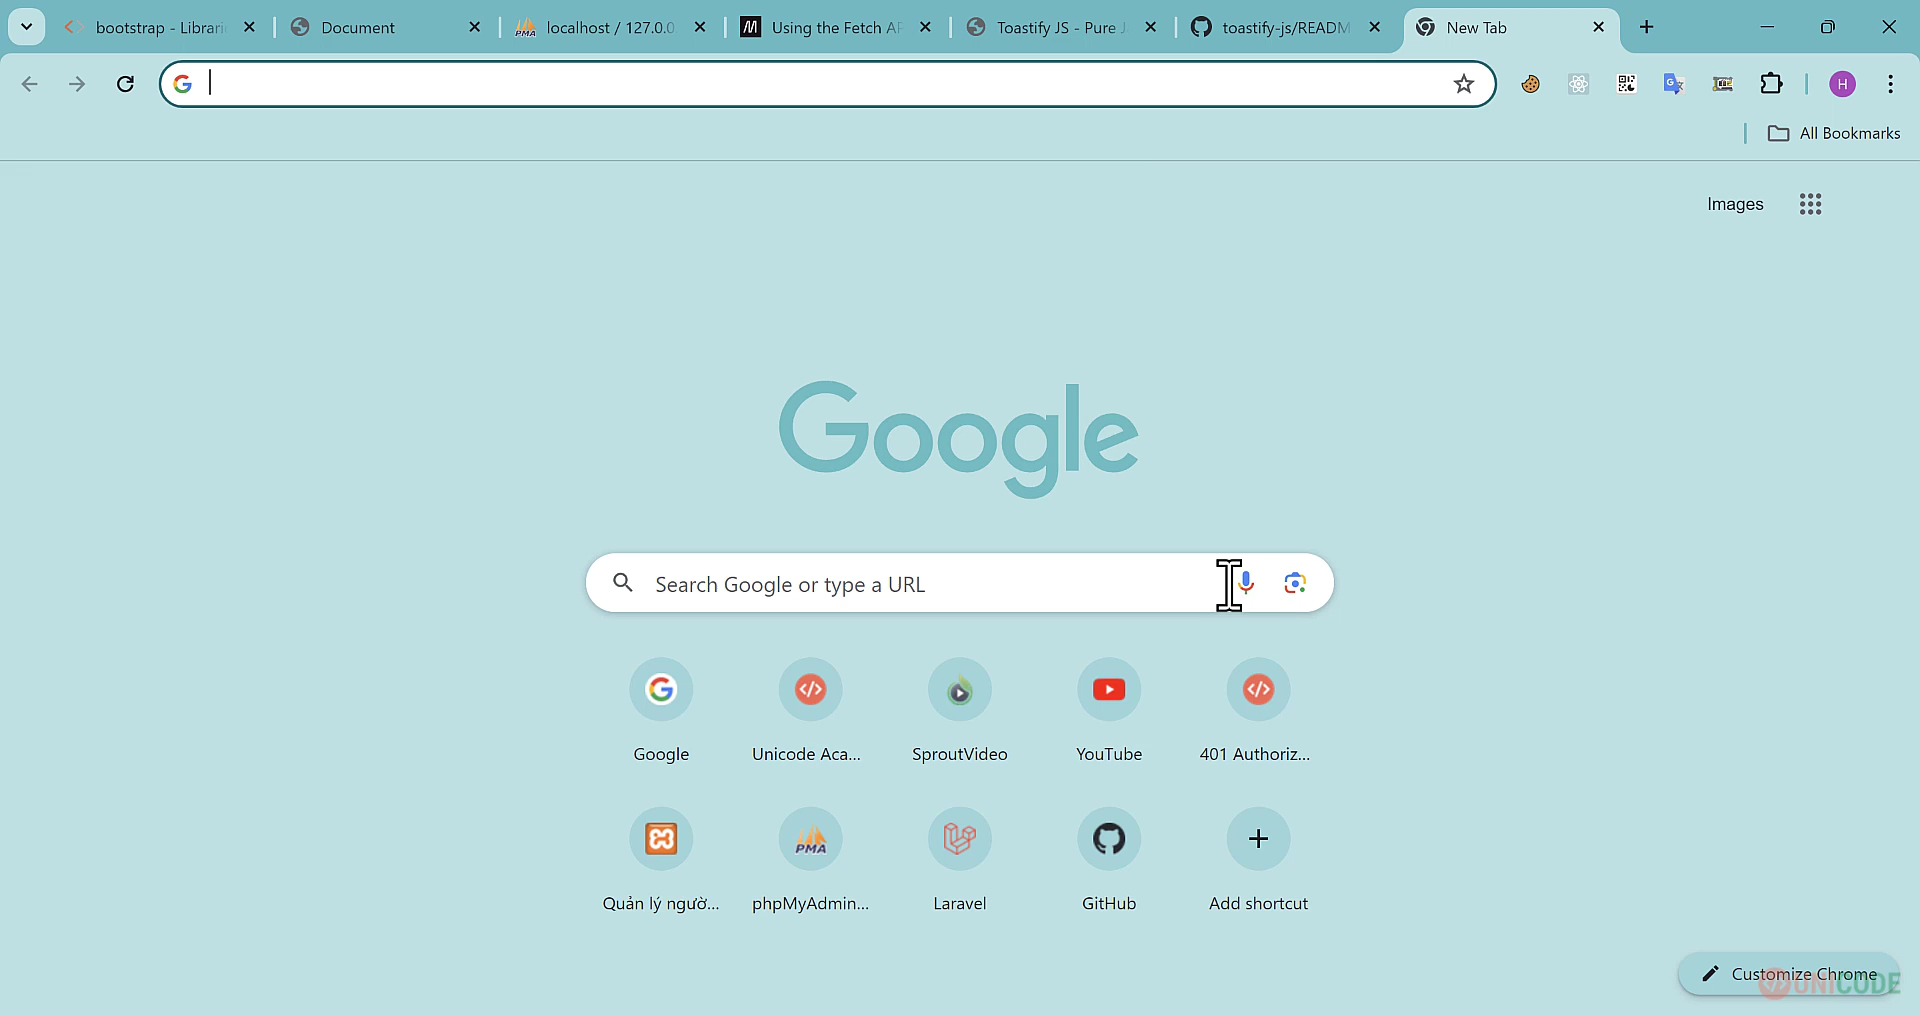 bootstrap - Librari
Document
localhost / 127.0.0.
Using the Fetch AP
Toastify JS - Pure J
toastify-js/READM
New Tab
H
All Bookmarks
Images
Google
Search Google or type a URL
Google
Unicode Aca...
SproutVideo
YouTube
401 Authoriz...
PMA
Quản lý ngườ...
phpMyAdmin...
Laravel
GitHub
Add shortcut
Customize Chrome
UNICODE